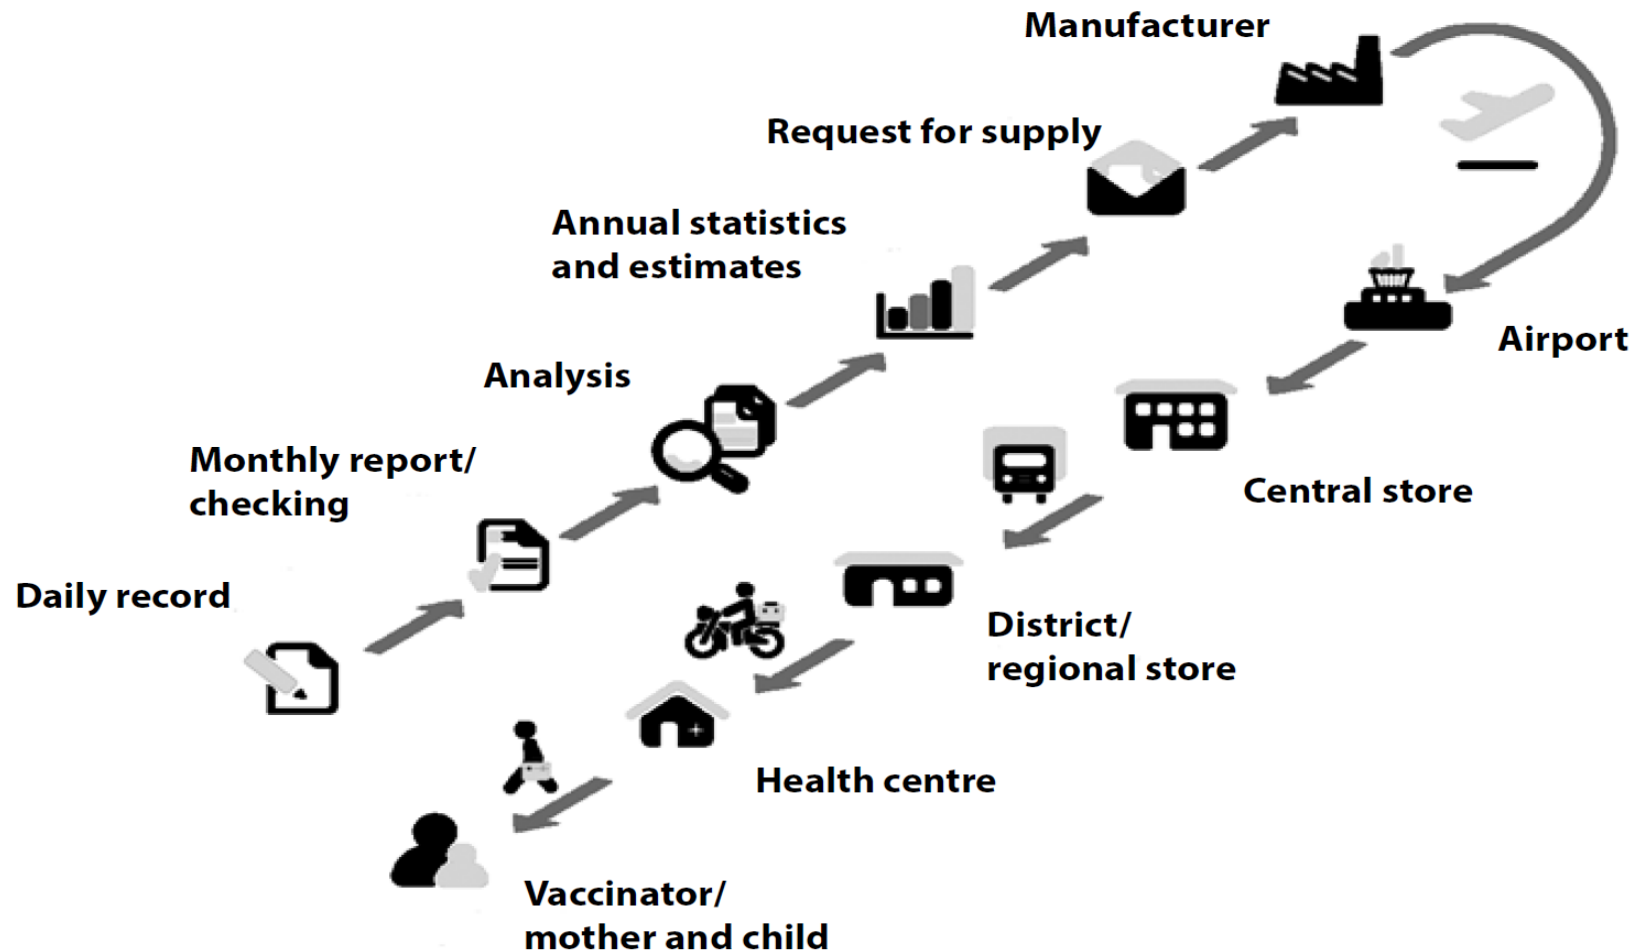 Manufacturer
Request for supply
Annual statistics
and estimates
Airport
Analysis
Monthly report/
checking
Central store
Daily record
District/
regional store
Health centre
Vaccinator/
mother and child